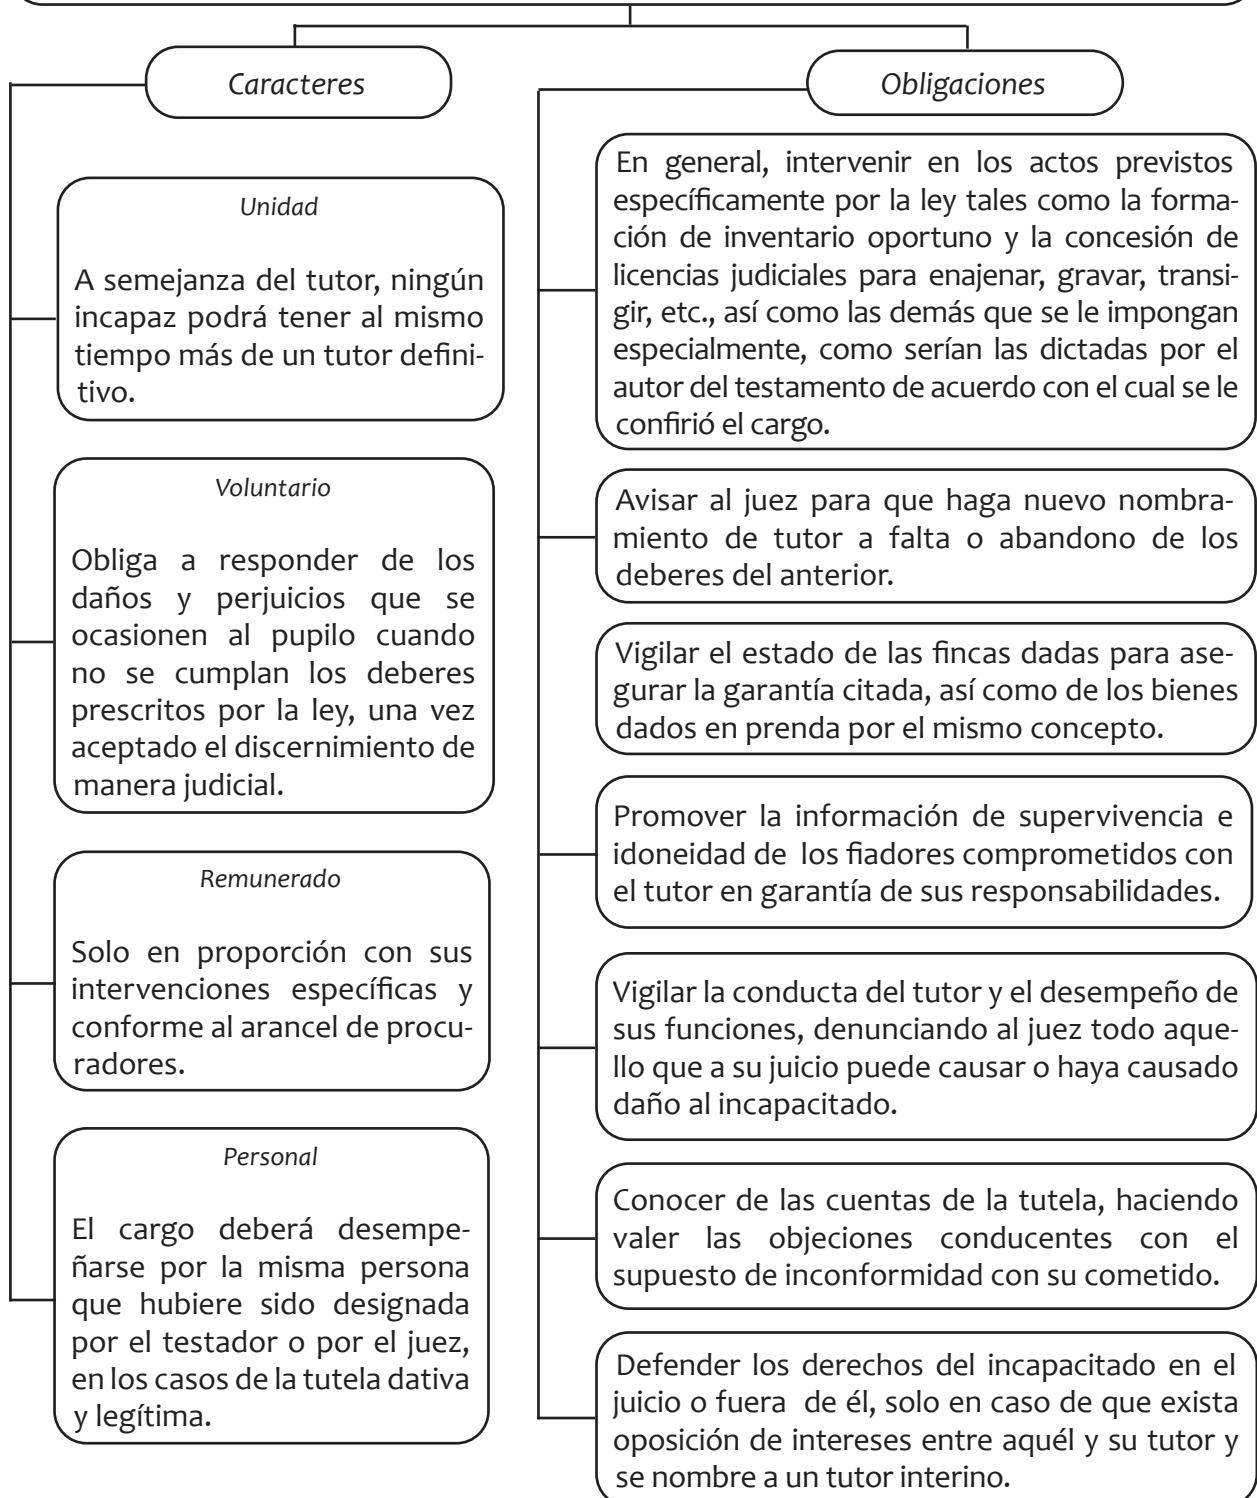 Caracteres
Unidad
A semejanza del tutor, ningún
incapaz podrá tener al mismo
tiempo más de un tutor defini-
tivo.
Voluntario
Obliga a responder de los
daños y perjuicios que se
ocasionen al pupilo cuando
no se cumplan los deberes
prescritos por la ley, una vez
aceptado el discernimiento de
manera judicial.
Remunerado
Solo en proporción con sus
intervenciones específicas y
conforme al arancel de procu-
radores.
Personal
El cargo deberá desempe-
ñarse por la misma persona
que hubiere sido designada
por el testador o por el juez,
en los casos de la tutela dativa
y legítima.
Obligaciones
En general, intervenir en los actos previstos
específicamente por la ley tales como la forma-
ción de inventario oportuno y la concesión de
licencias judiciales para enajenar, gravar, transi-
gir, etc., así como las demás que se le impongan
especialmente, como serían las dictadas por el
autor del testamento de acuerdo con el cual se le
confirió el cargo.
Avisar al juez para que haga nuevo nombra-
miento de tutor a falta o abandono de los
deberes del anterior.
Vigilar el estado de las fincas dadas para ase-
gurar la garantía citada, así como de los bienes
dados en prenda por el mismo concepto.
Promover la información de supervivencia e
idoneidad de los fiadores comprometidos con
el tutor en garantía de sus responsabilidades.
Vigilar la conducta del tutor y el desempeño de
sus funciones, denunciando al juez todo aque-
llo que a su juicio puede causar o haya causado
daño al incapacitado.
Conocer de las cuentas de la tutela, haciendo
valer las objeciones conducentes con el
supuesto de inconformidad con su cometido.
Defender los derechos del incapacitado en el
juicio o fuera de él, solo en caso de que exista
oposición de intereses entre aquél y su tutor y
se nombre a un tutor interino.